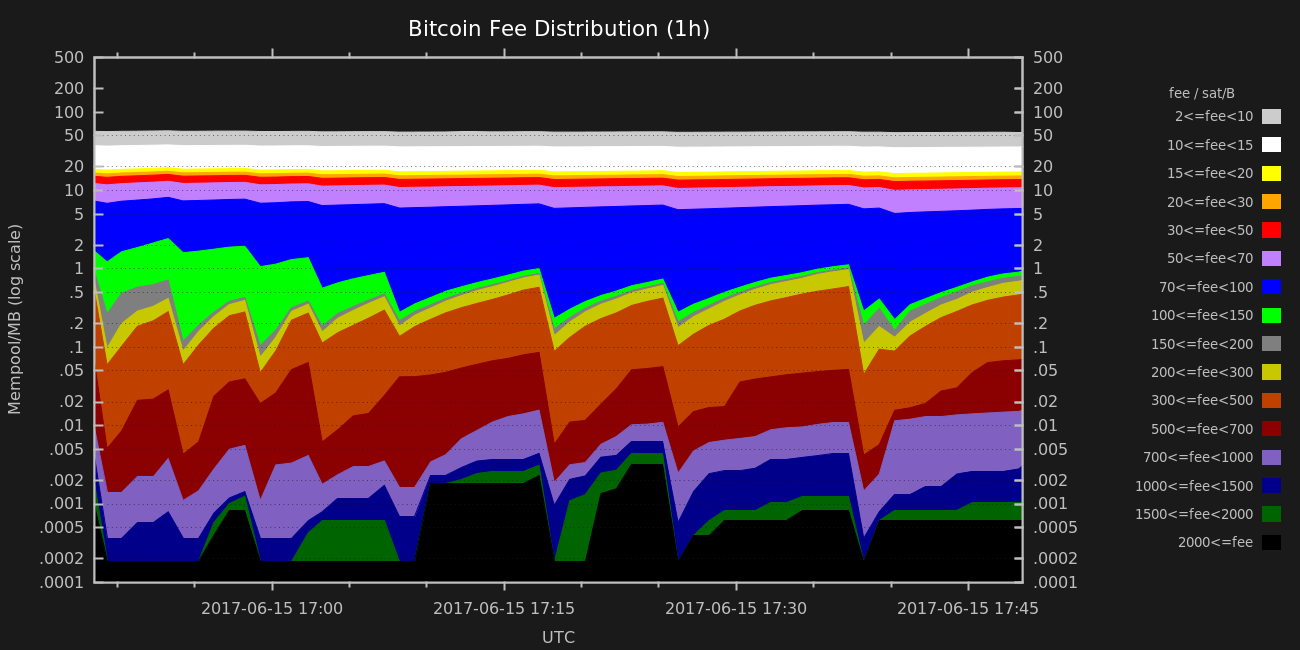 Bitcoin Fee Distribution (1h)
500
200
100
50
20
10
5
2
1
.5
.2
.1
.05
.02
.01
.005
.002
.001
.0005
.0002
.0001
Mempool/MB (log scale)
500
200
100
50
20
10
5
2
1
.5
.2
.1
.05
.02
.01
.005
.002
.001
.0005
.0002
.0001
2017-06-15 17:00
2017-06-15 17:15
2017-06-15 17:30
2017-06-15 17:45
UTC
fee / sat/B
2<=fee<10
10<=fee<15
15<=fee<20
20<=fee<30
30<=fee<50
50<=fee<70
70<=fee<100
100<=fee<150
150<=fee<200
200<=fee<300
300<=fee<500
500<=fee<700
700<=fee<1000
1000<=fee<1500
1500<=fee<2000
2000<=fee